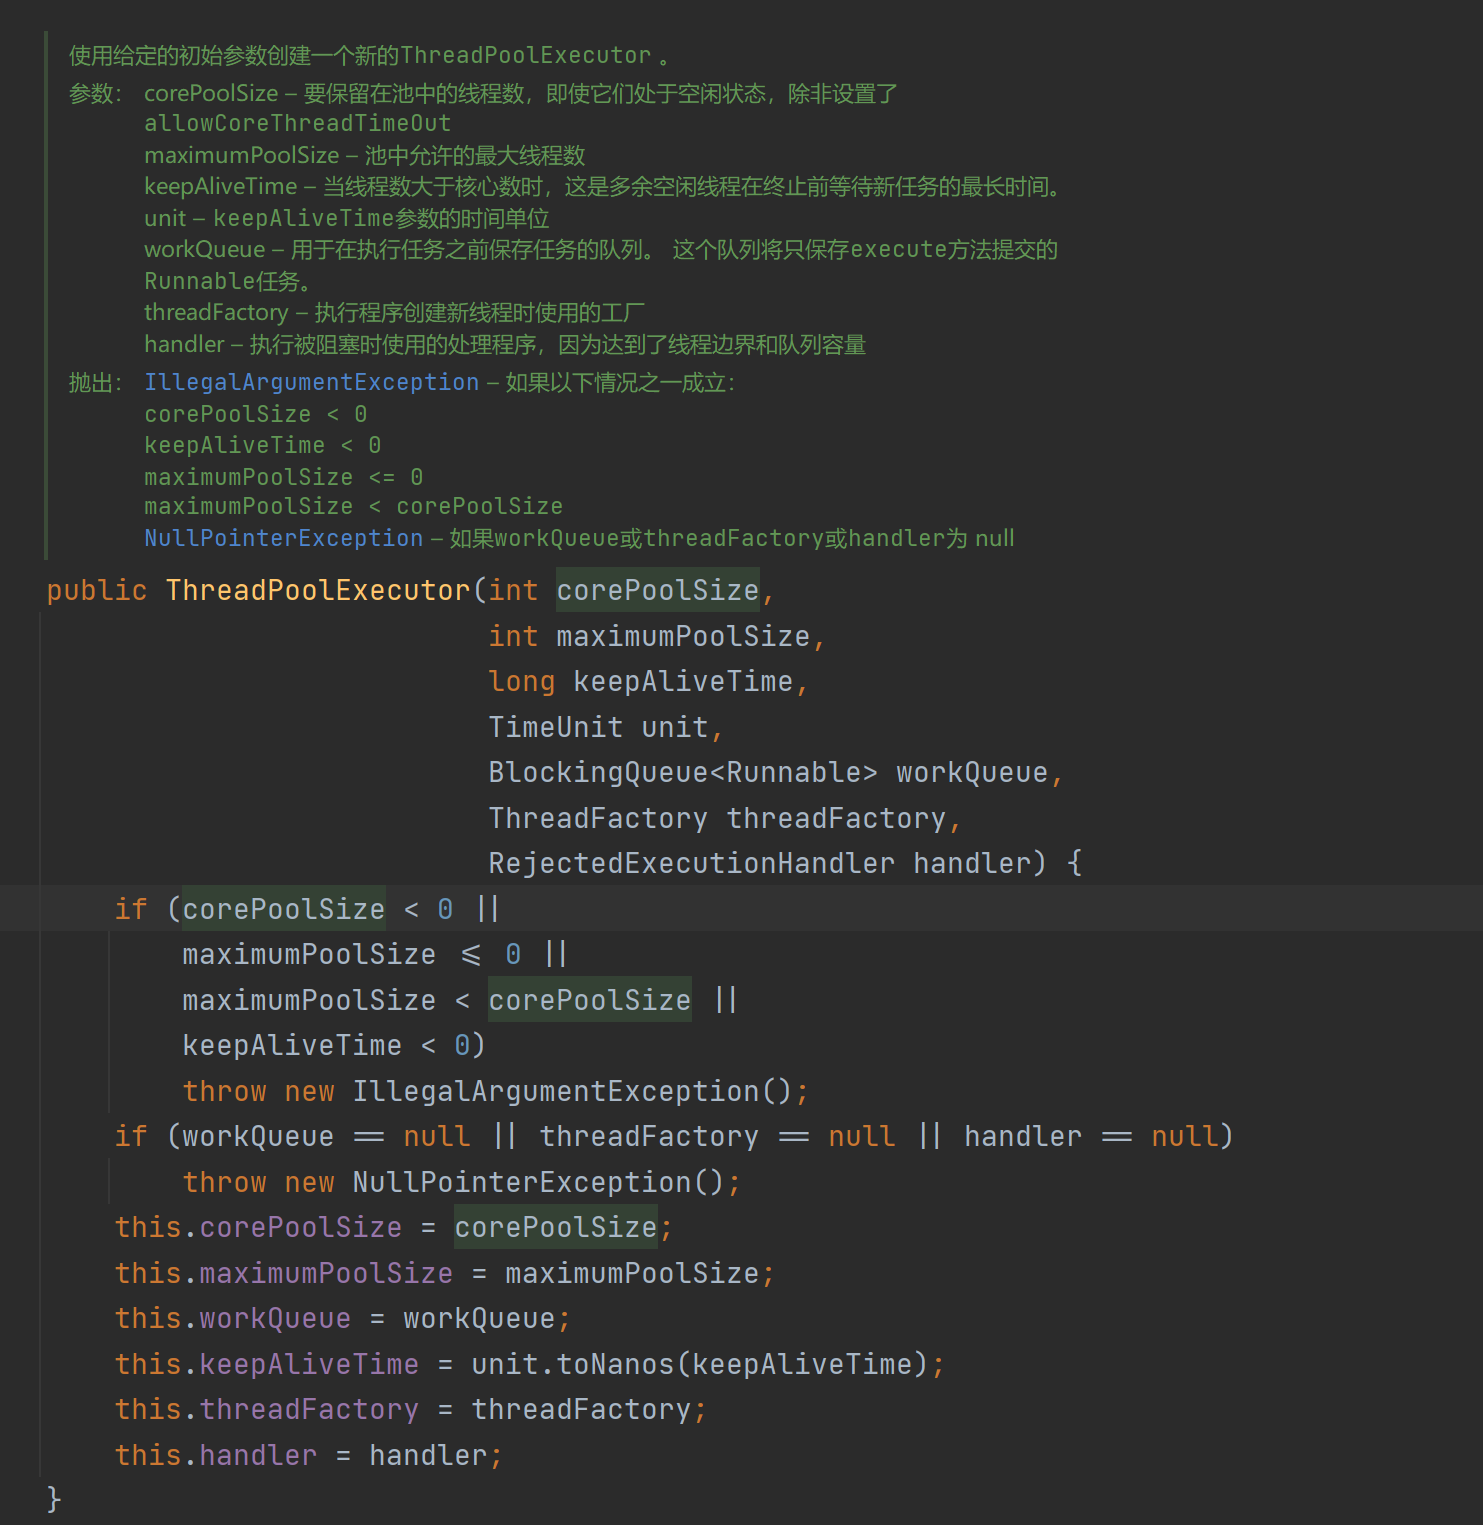 使用给定的初始参数创建一个新的ThreadPoolExecutor 。
参数： corePoolSize – 要保留在池中的线程数，即使它们处于空闲状态，除非设置了
allowCoreThreadTimeOut
maximumPoolSize – 池中允许的最大线程数
keepAliveTime – 当线程数大于核心数时，这是多余空闲线程在终止前等待新任务的最长时间。
unit – keepAliveTime参数的时间单位
workQueue – 用于在执行任务之前保存任务的队列。 这个队列将只保存execute方法提交的
Runnable任务。
threadFactory – 执行程序创建新线程时使用的工厂
handler – 执行被阻塞时使用的处理程序，因为达到了线程边界和队列容量
抛出： IllegalArgumentException – 如果以下情况之一成立：
corePoolSize < 0
keepAliveTime < 0
maximumPoolSize <= 0
maximumPoolSize < corePoolSize
NullPointerException – 如果workQueue或threadFactory或handler为 null
public ThreadPoolExecutor(int corePoolSize,
int maximumPoolSize,
long keepAliveTime,
TimeUnit unit,
BlockingQueue<Runnable> workQueue,
ThreadFactory threadFactory,
RejectedExecutionHandler handler) {
if (corePoolSize < 0 ||
maximumPoolSize <= 0 ||
maximumPoolSize < corePoolSize ||
keepAliveTime < 0)
throw new IllegalArgumentException();
if (workQueue == null || threadFactory == null || handler == null)
throw new NullPointerException();
this.corePoolSize = corePoolSize;
this.maximumPoolSize = maximumPoolSize;
this.workQueue = workQueue;
this.keepAliveTime = unit.toNanos(keepAliveTime);
this.threadFactory = threadFactory;
this.handler = handler;
}